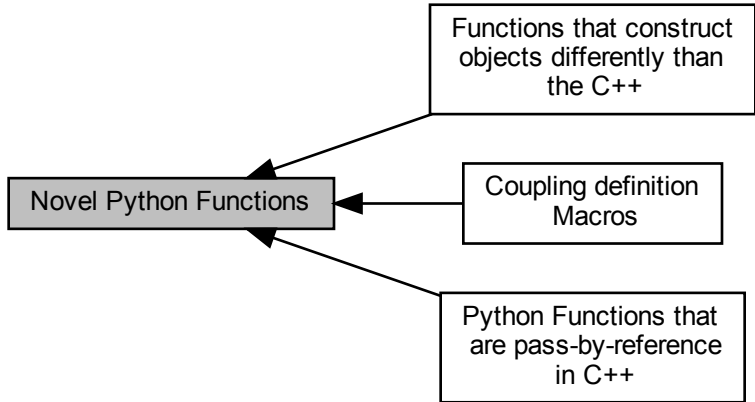 Functions that construct
objects differently than
the C++
Novel Python Functions
Coupling definition
Macros
Python Functions that
are pass-by-reference
in C++